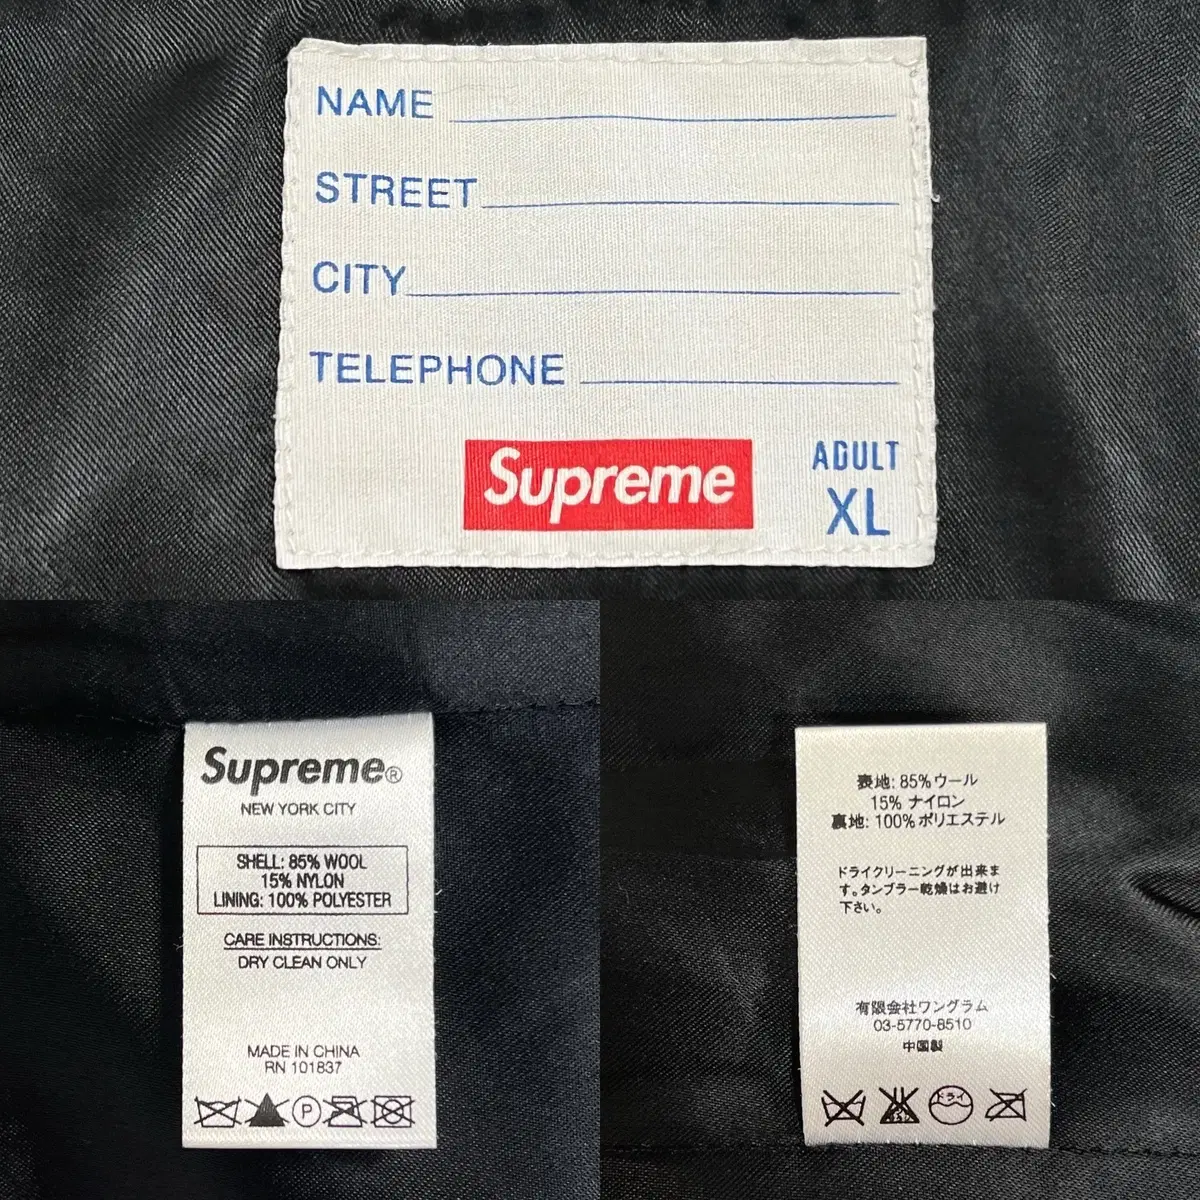 NAME
STREET
CITY
TELEPHONE
Supreme
ADULT
XL
Supreme®
NEW YORK CITY
SHELL: 85% WOOL
15% NYLON
LINING: 100% POLYESTER
CARE INSTRUCTIONS:
DRY CLEAN ONLY
MADE IN CHINA
RN 101837
P
表地: 85%ウール
15% ナイロン
裏地: 100%ポリエステル
ドライクリーニングが出来ま
す。タンブラー乾燥はお避け
下さい。
有限会社ワングラム
03-5770-8510
中国製
ドライ